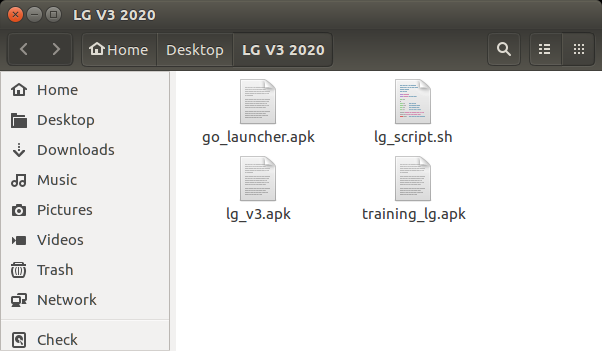 LG V3 2020
Home Desktop LG V3 2020
Home
Desktop
Downloads
Music
Pictures
Videos
Trash
Network
Check
go_launcher.apk lg_script.sh
lg_v3.apk training_lg.apk